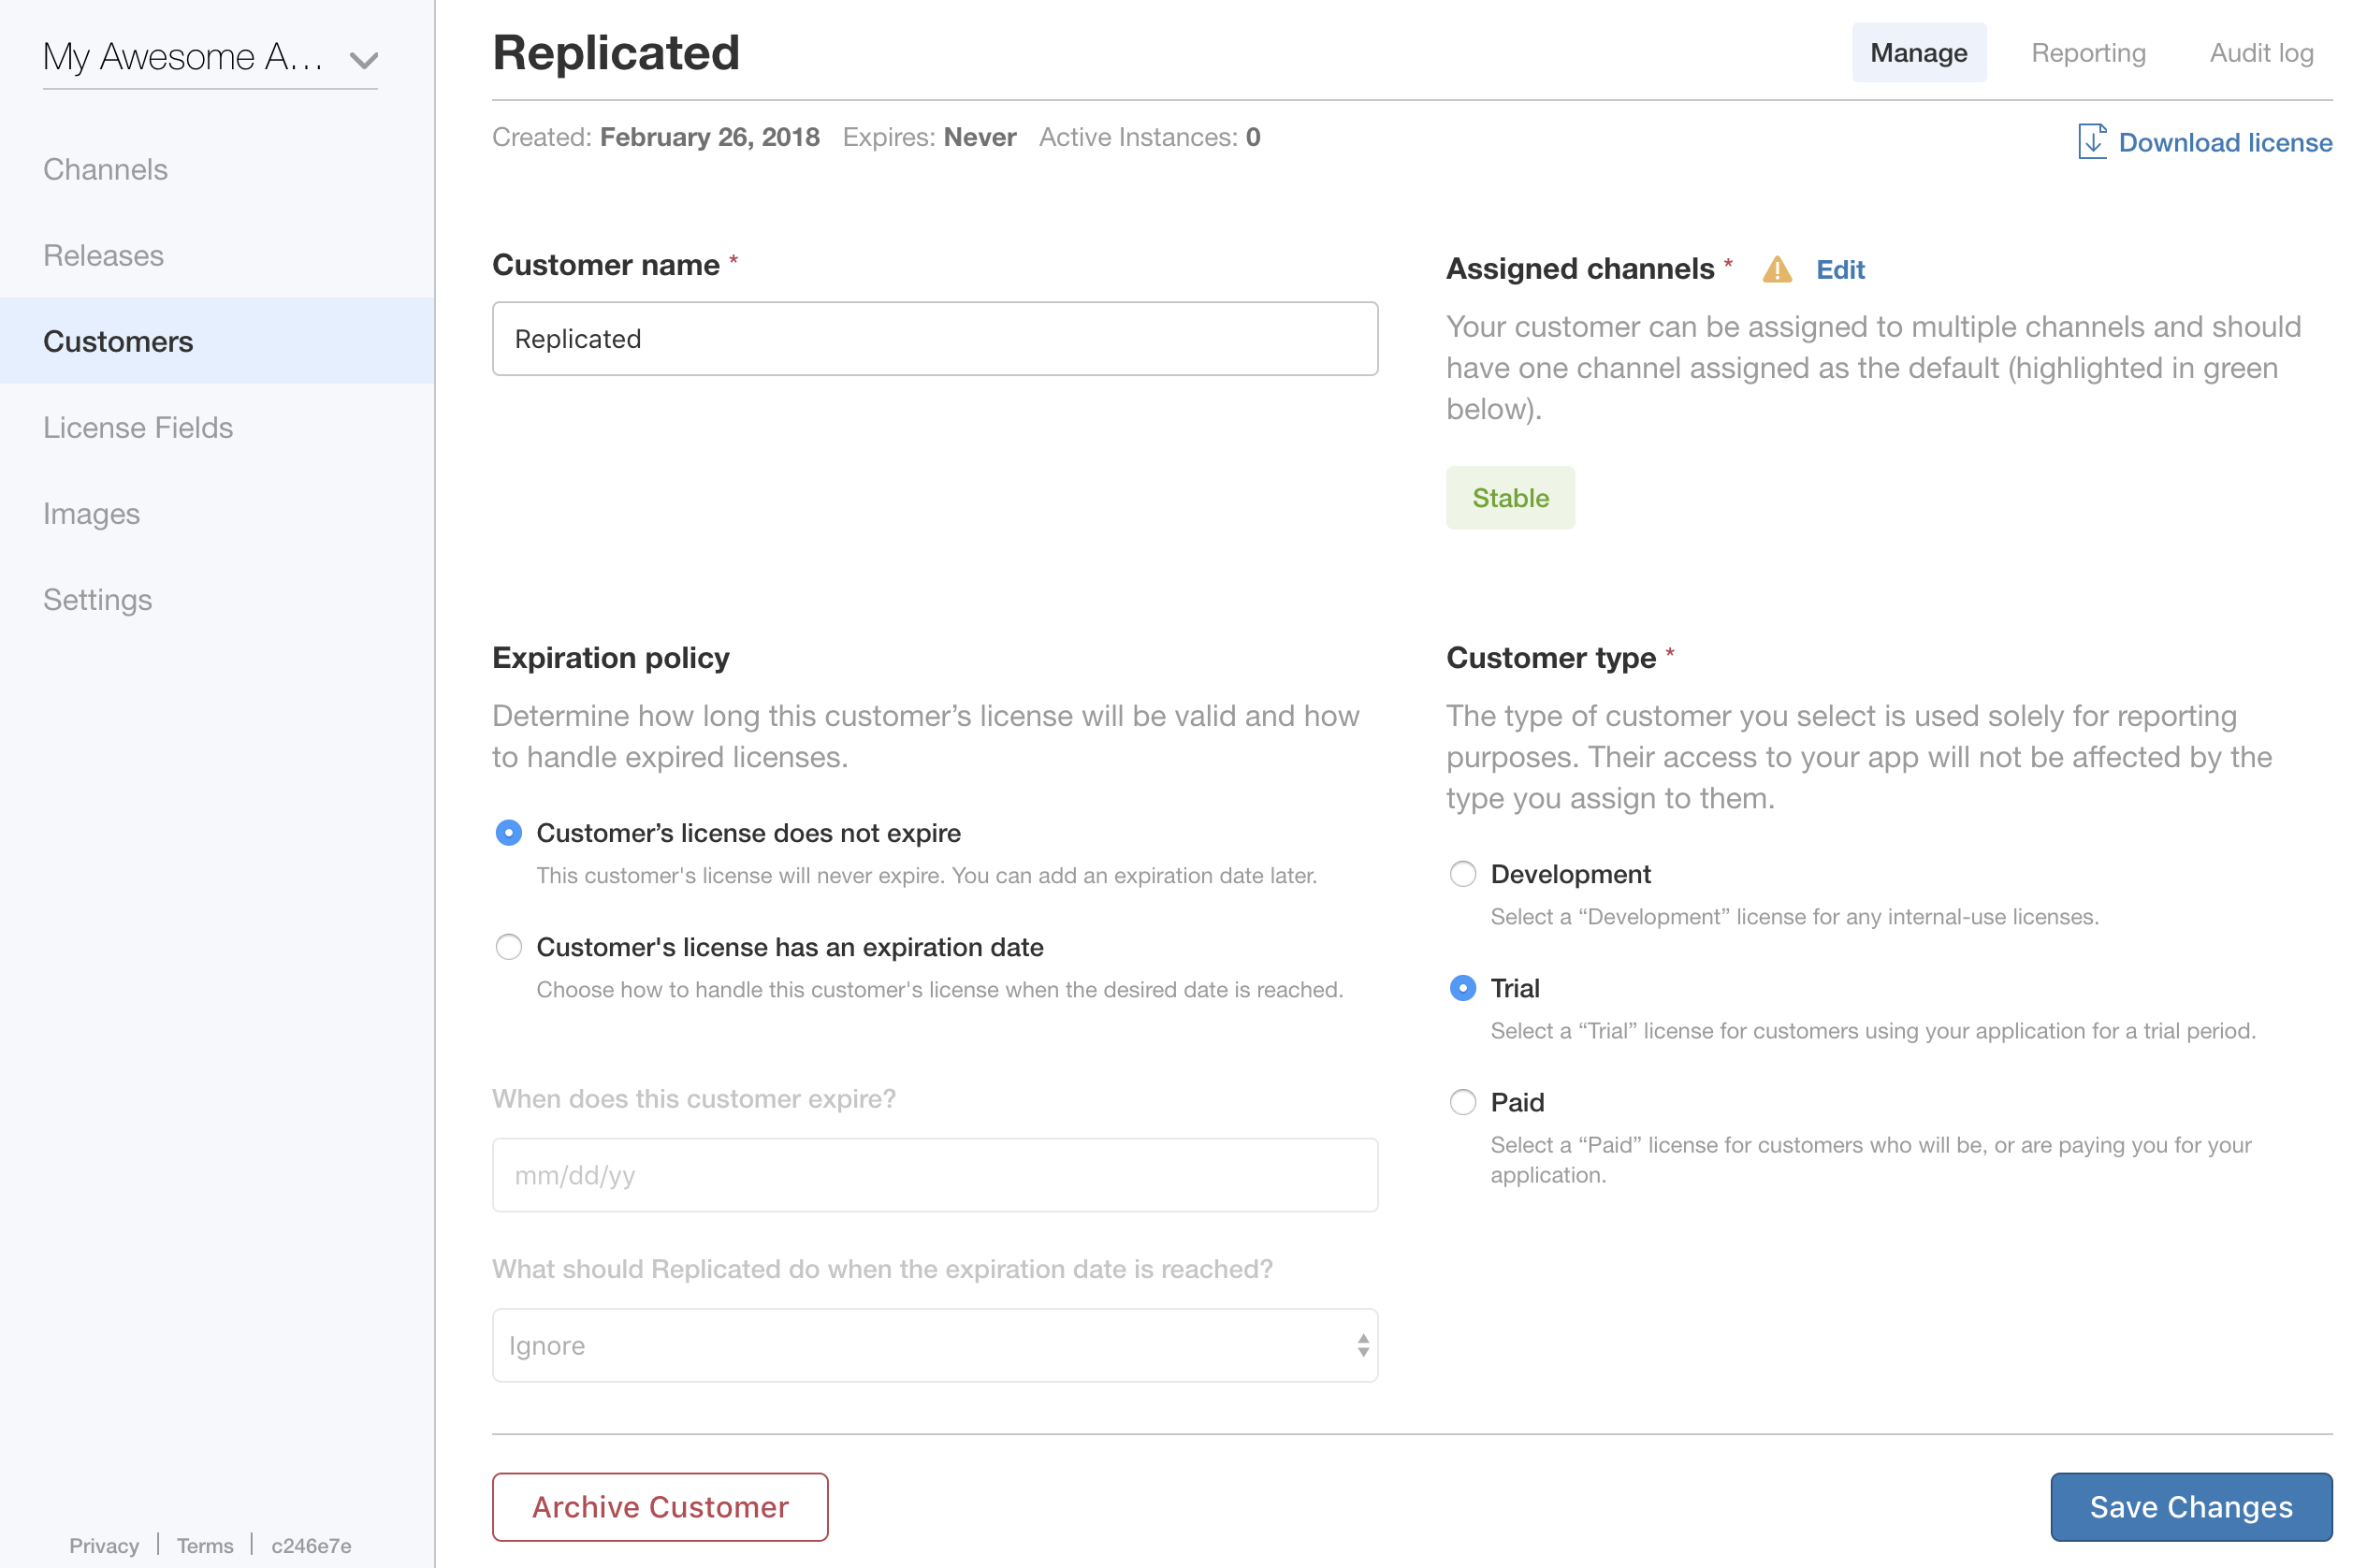 My Awesome A...
Channels
Releases
Customers
License Fields
Images
Settings
Privacy | Terms | c246e7e
Replicated
Manage
Reporting
Audit log
Created: February 26, 2018 Expires: Never Active Instances: 0
Download license
Customer name *
Replicated
Assigned channels * Edit
Your customer can be assigned to multiple channels and should
have one channel assigned as the default (highlighted in green
below).
Stable
Expiration policy
Determine how long this customer’s license will be valid and how
to handle expired licenses.
Customer’s license does not expire
This customer's license will never expire. You can add an expiration date later.
Customer's license has an expiration date
Choose how to handle this customer's license when the desired date is reached.
When does this customer expire?
mm/dd/yy
What should Replicated do when the expiration date is reached?
Ignore
Customer type *
The type of customer you select is used solely for reporting
purposes. Their access to your app will not be affected by the
type you assign to them.
Development
Select a “Development” license for any internal-use licenses.
Trial
Select a “Trial” license for customers using your application for a trial period.
Paid
Select a “Paid” license for customers who will be, or are paying you for your
application.
Archive Customer
Save Changes